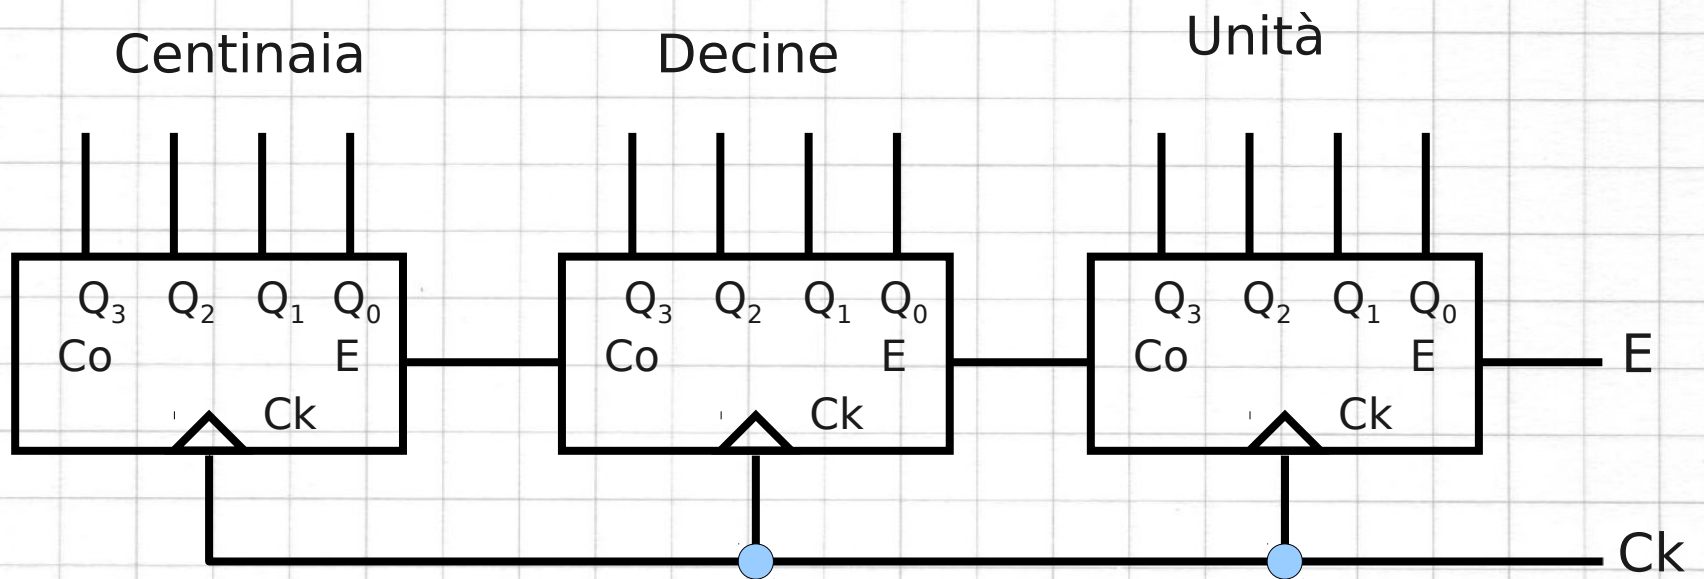 Centinaia Decine Unità
Q3 Q2 Q1 Q0 Q3 Q2 Q1 Q0 Q3 Q2 Q1 Q0
Co E Co E Co E E
Ck Ck Ck
Ck